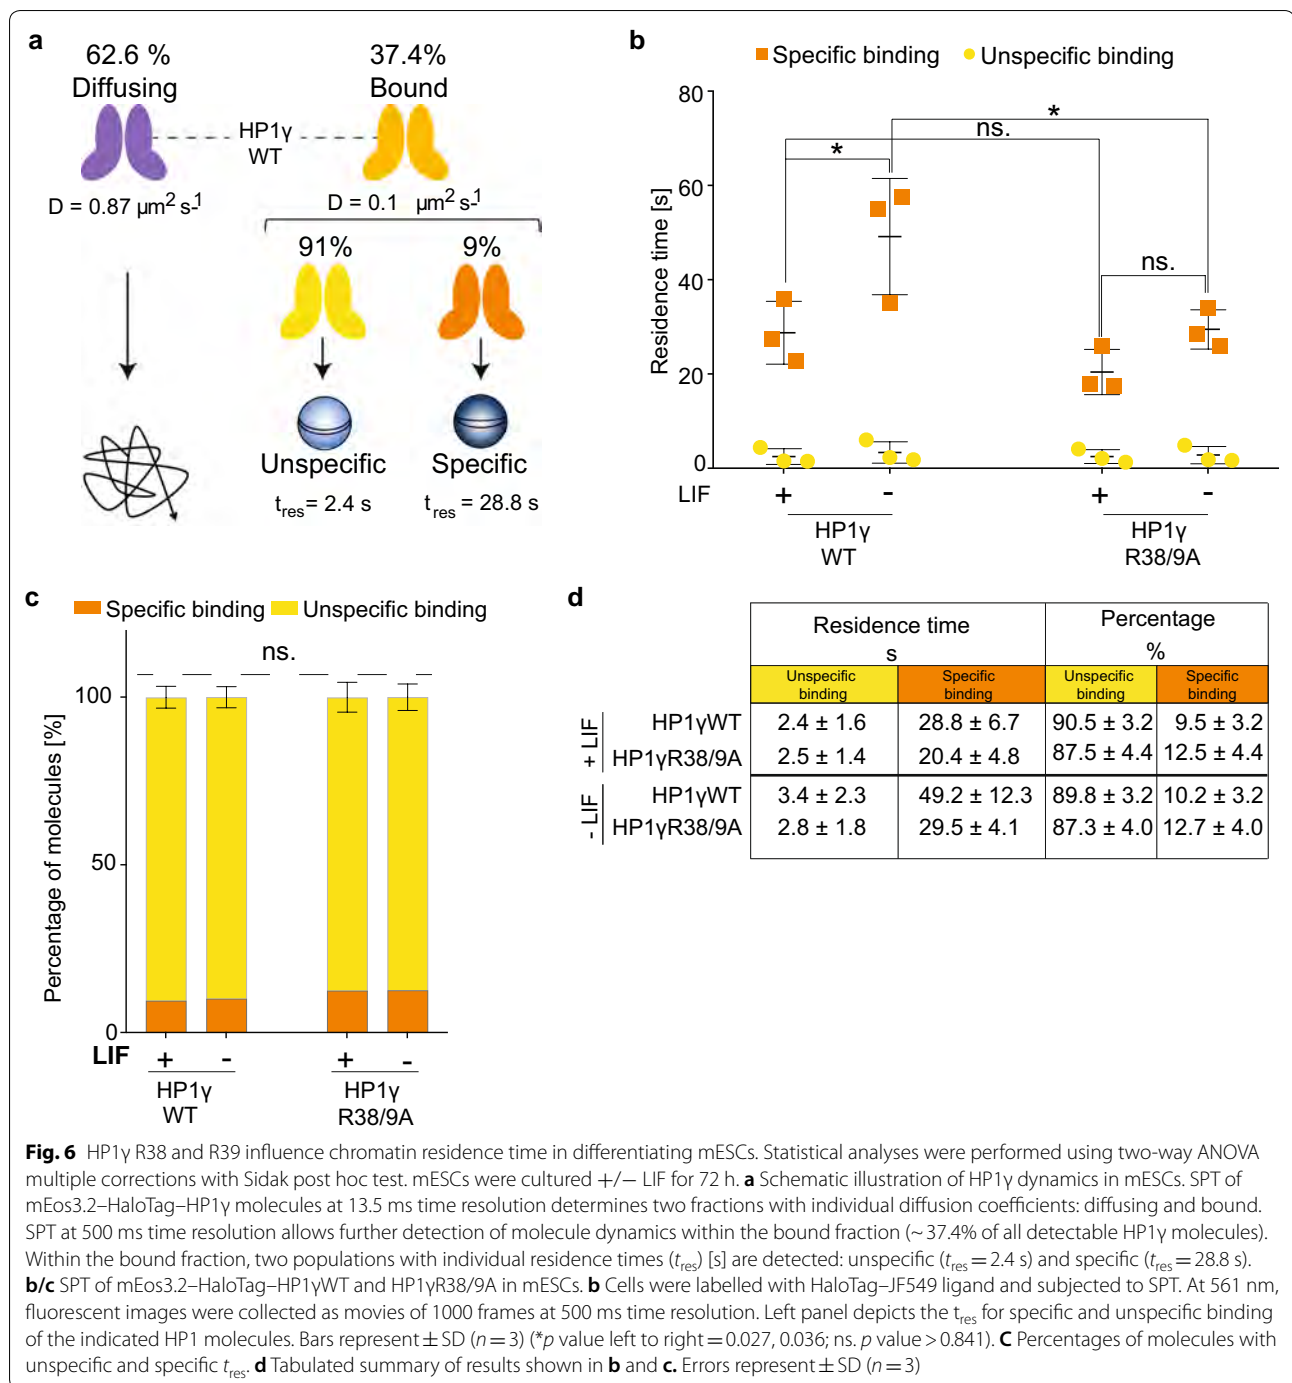 a
62.6 %
Diffusing
37.4%
Bound
HP1γ
WT
D = 0.87 µm² s-1
D = 0.1 µm² s-1
91%
9%
Unspecific
Specific
tres = 2.4 s
tres = 28.8 s
b
Specific binding
Unspecific binding
Residence time [s]
80
60
40
20
0
*
ns.
*
ns.
LIF
+
-
+
-
HP1γ
WT
HP1γ
R38/9A
c
Specific binding
Unspecific binding
ns.
Percentage of molecules [%]
100
50
0
LIF
+
-
+
-
HP1γ
WT
HP1γ
R38/9A
d
Residence time
s
Percentage
%
Unspecific
binding
Specific
binding
Unspecific
binding
Specific
binding
+ LIF
HP1γWT 2.4 ± 1.6 28.8 ± 6.7 90.5 ± 3.2 9.5 ± 3.2
HP1γR38/9A 2.5 ± 1.4 20.4 ± 4.8 87.5 ± 4.4 12.5 ± 4.4
- LIF
HP1γWT 3.4 ± 2.3 49.2 ± 12.3 89.8 ± 3.2 10.2 ± 3.2
HP1γR38/9A 2.8 ± 1.8 29.5 ± 4.1 87.3 ± 4.0 12.7 ± 4.0
Fig. 6 HP1γ R38 and R39 influence chromatin residence time in differentiating mESCs. Statistical analyses were performed using two-way ANOVA
multiple corrections with Sidak post hoc test. mESCs were cultured +/− LIF for 72 h. a Schematic illustration of HP1γ dynamics in mESCs. SPT of
mEos3.2–HaloTag–HP1γ molecules at 13.5 ms time resolution determines two fractions with individual diffusion coefficients: diffusing and bound.
SPT at 500 ms time resolution allows further detection of molecule dynamics within the bound fraction (~ 37.4% of all detectable HP1γ molecules).
Within the bound fraction, two populations with individual residence times (tres) [s] are detected: unspecific (tres = 2.4 s) and specific (tres = 28.8 s).
b/c SPT of mEos3.2–HaloTag–HP1γWT and HP1γR38/9A in mESCs. b Cells were labelled with HaloTag–JF549 ligand and subjected to SPT. At 561 nm,
fluorescent images were collected as movies of 1000 frames at 500 ms time resolution. Left panel depicts the tres for specific and unspecific binding
of the indicated HP1 molecules. Bars represent ± SD (n = 3) (*p value left to right = 0.027, 0.036; ns. p value > 0.841). C Percentages of molecules with
unspecific and specific tres. d Tabulated summary of results shown in b and c. Errors represent ± SD (n = 3)